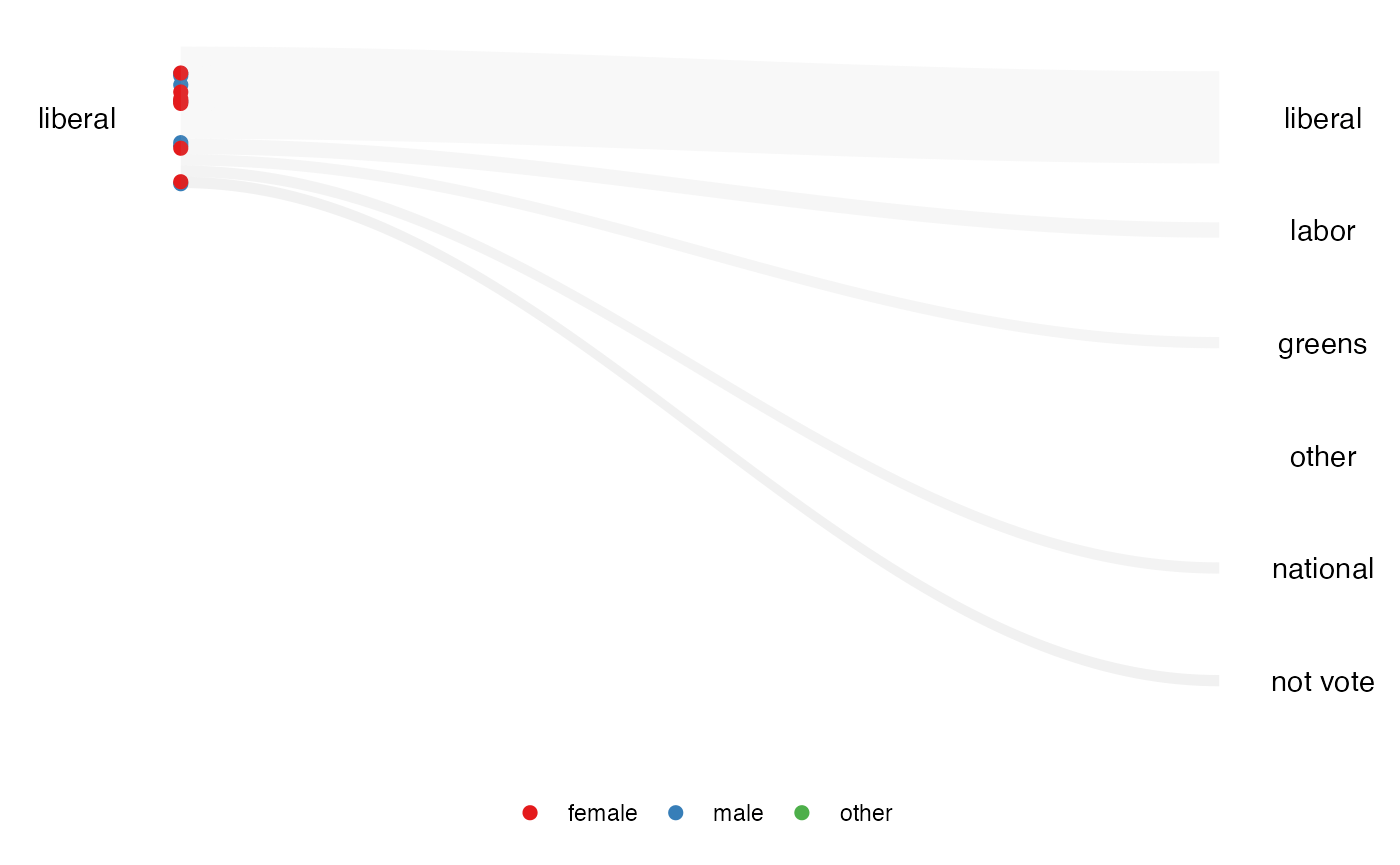 liberal
liberal
labor
greens
other
national
not vote
female
male
other